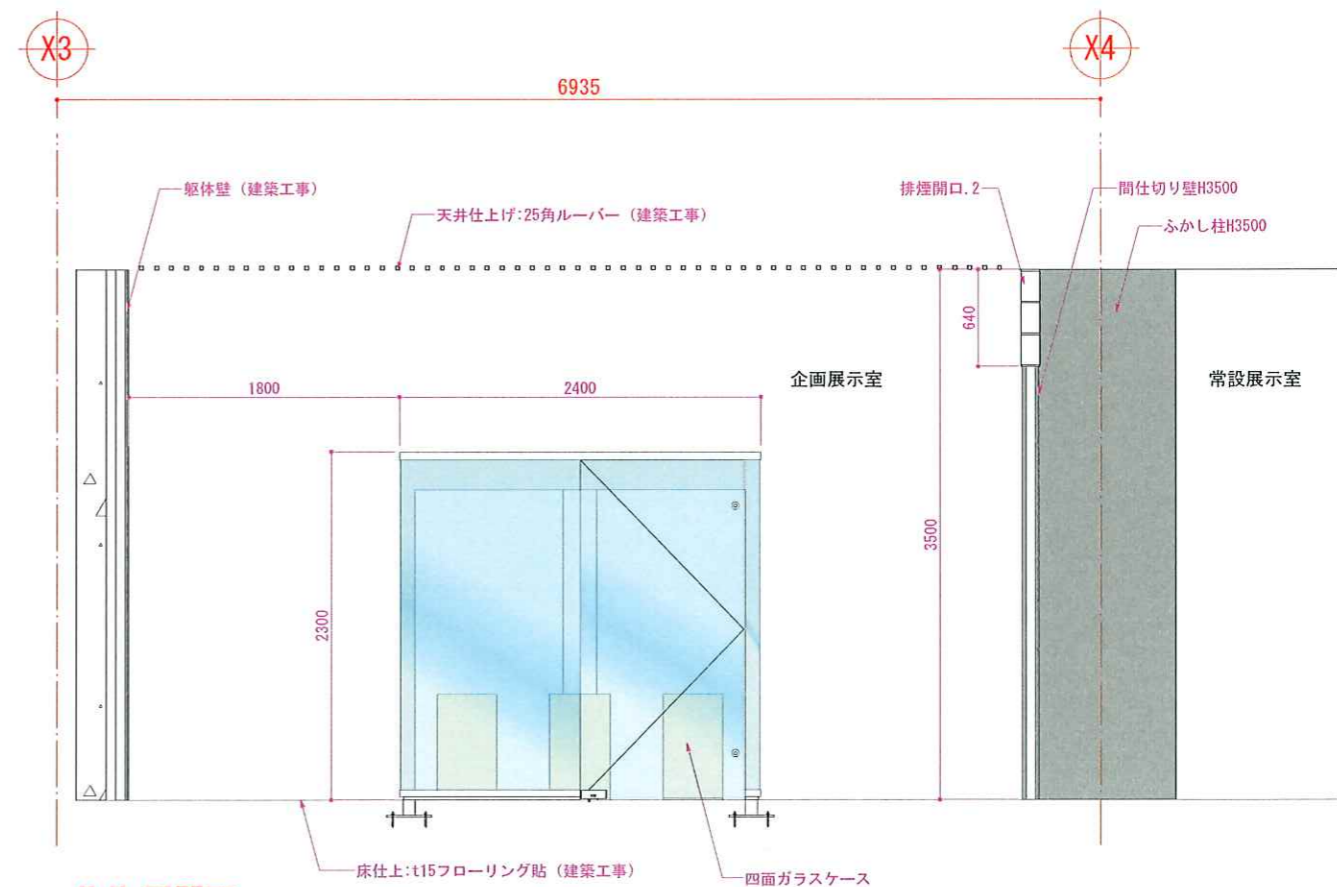 X3
X4
6935
躯体壁（建築工事）
天井仕上げ:25角ルーバー（建築工事）
排煙開口.2
間仕切り壁H3500
ふかし柱H3500
640
企画展示室
常設展示室
1800
2400
3500
2300
床仕上:t15フローリング貼（建築工事）
四面ガラスケース